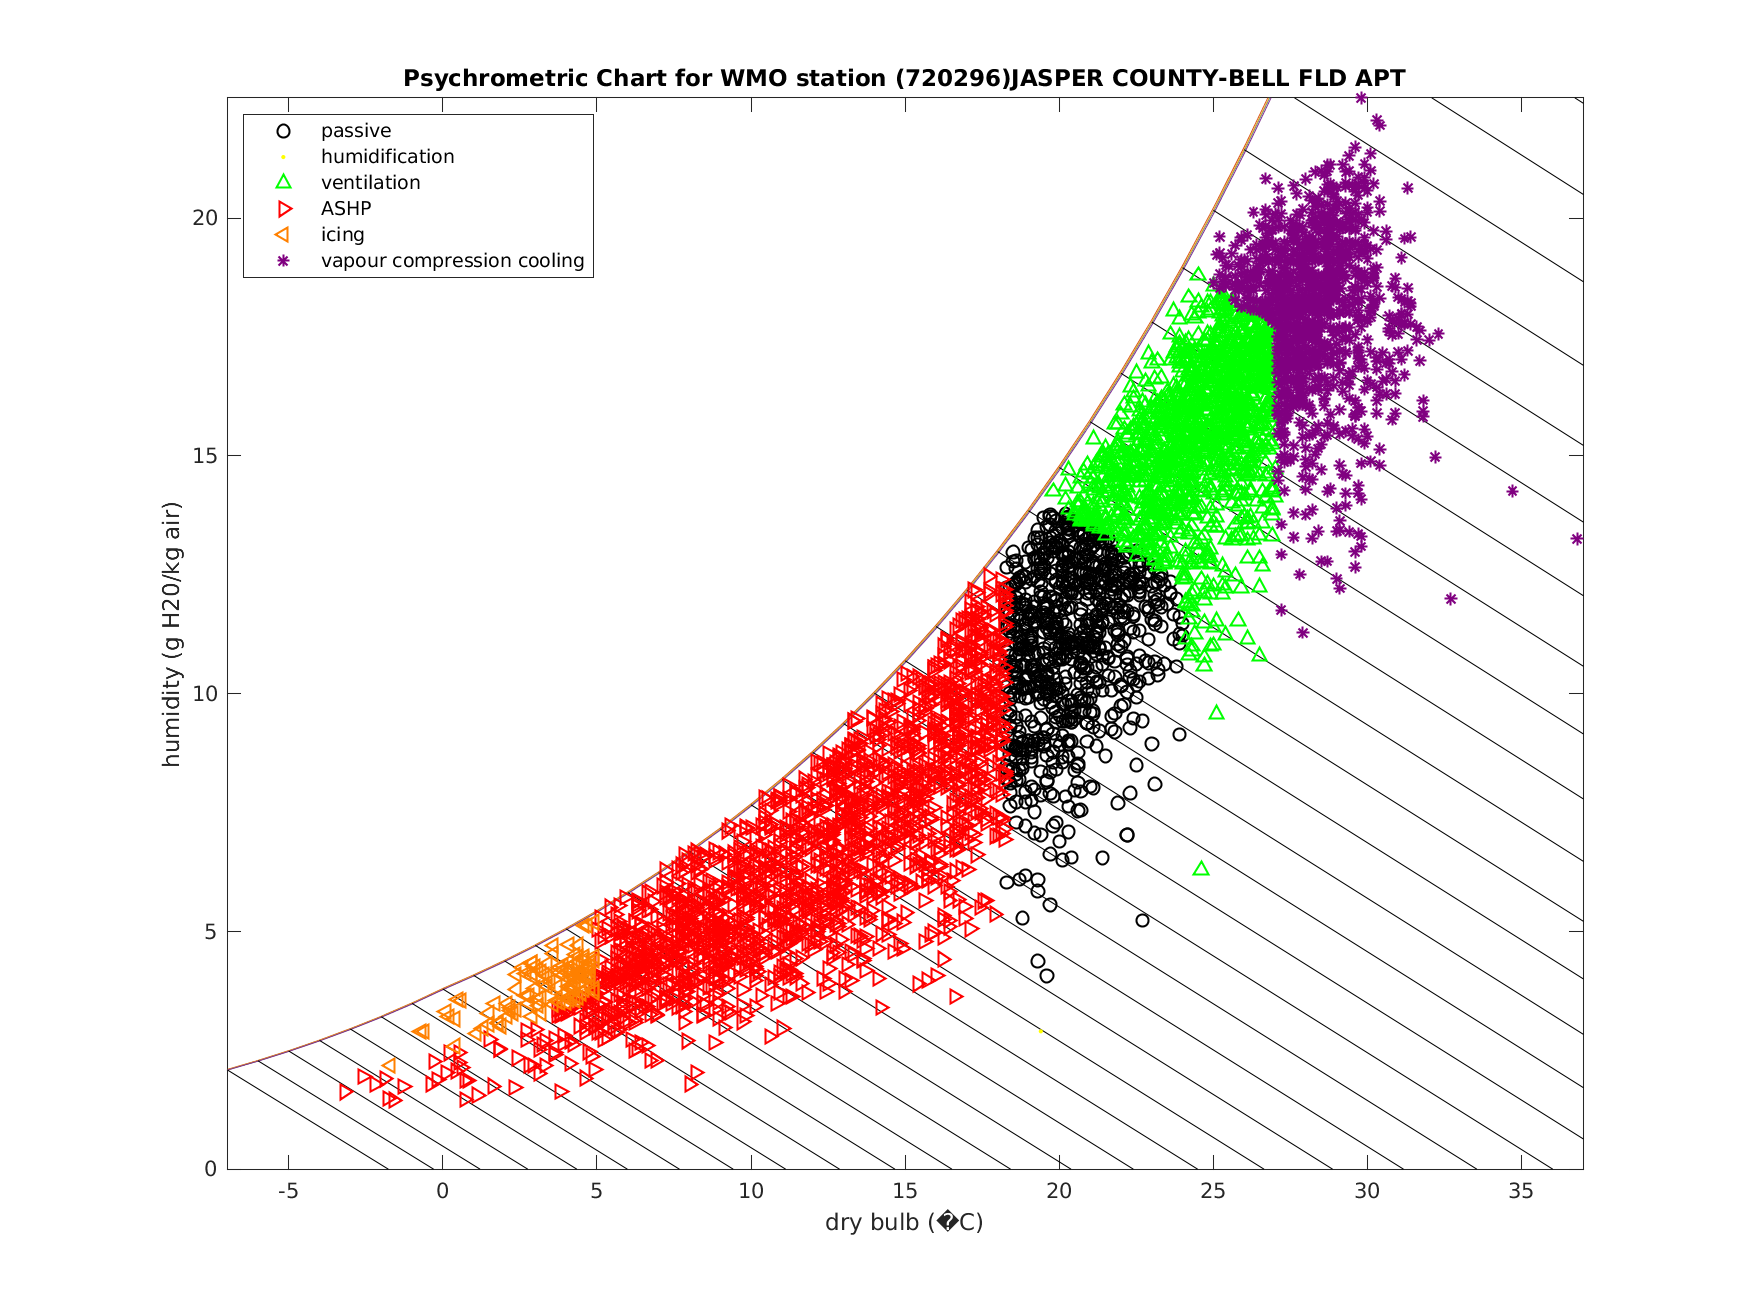 Psychrometric Chart for WMO station (720296)JASPER COUNTY-BELL FLD APT
passive
humidification
ventilation
ASHP
icing
vapour compression cooling
20
15
10
5
0
humidity (g H20/kg air)
-5 0 5 10 15 20 25 30 35
dry bulb (�C)